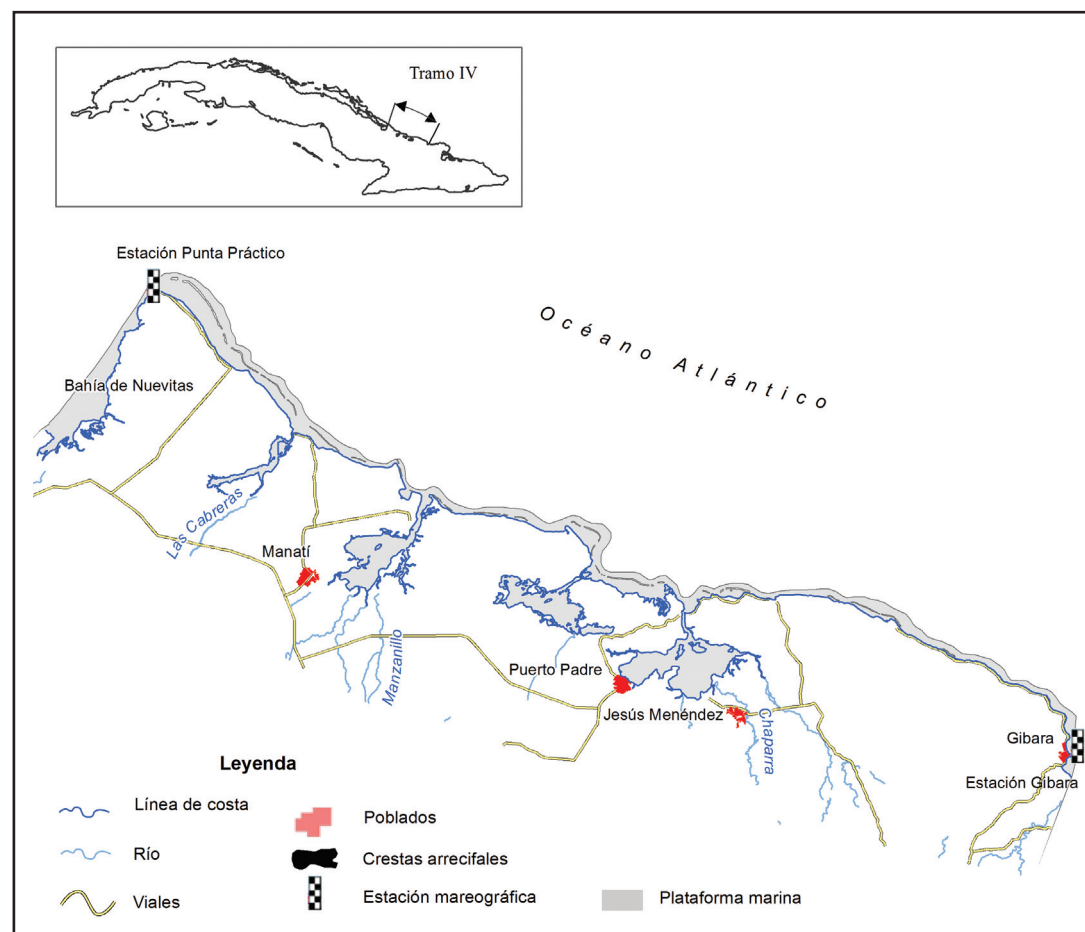 Tramo IV
Estación Punta Práctico
Océano Atlántico
Bahía de Nuevitas
Las Cabreras
Manatí
Manzanillo
Puerto Padre
Jesús Menéndez
Chaparra
Gibara
Estación Gibara
Leyenda
Línea de costa
Río
Viales
Poblados
Crestas arrecifales
Estación mareográfica
Plataforma marina